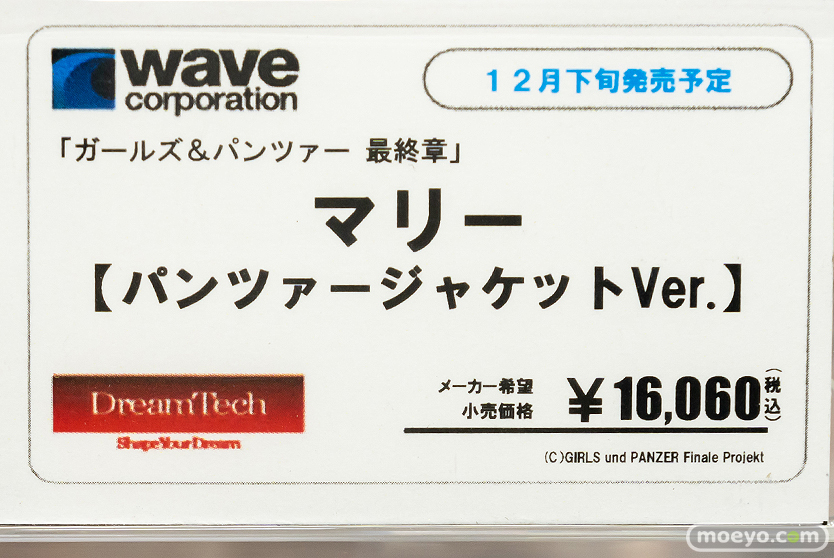 wave
corporation
12月下旬発売予定
「ガールズ&パンツァー 最終章」
マリー
【パンツァージャケットVer.】
DreamTech
Shape Your Dream
メーカー希望
小売価格
¥16,060(税込)
(C)GIRLS und PANZER Finale Projekt
moeyo.com